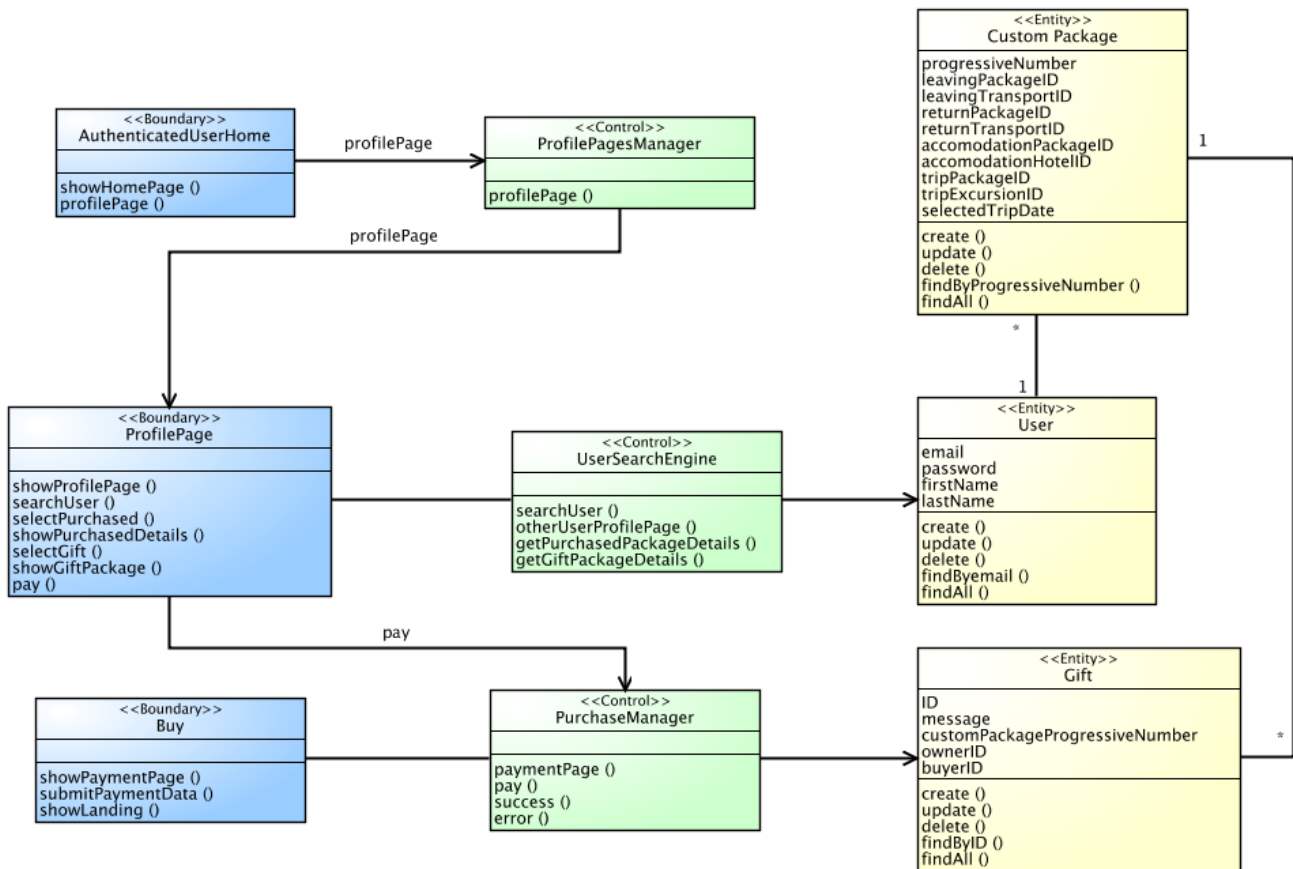 <<Entity>>
Custom Package
progressiveNumber
leavingPackageID
leavingTransportID
returnPackageID
returnTransportID
accomodationPackageID
accomodationHotelID
tripPackageID
tripExcursionID
selectedTripDate
create ()
update ()
delete ()
findByProgressiveNumber ()
findAll ()
<<Boundary>>
AuthenticatedUserHome
showHomePage ()
profilePage ()
profilePage
<<Control>>
ProfilePagesManager
profilePage ()
profilePage
1
*
1
<<Boundary>>
ProfilePage
showProfilePage ()
searchUser ()
selectPurchased ()
showPurchasedDetails ()
selectGift ()
showGiftPackage ()
pay ()
<<Control>>
UserSearchEngine
searchUser ()
otherUserProfilePage ()
getPurchasedPackageDetails ()
getGiftPackageDetails ()
<<Entity>>
User
email
password
firstName
lastName
create ()
update ()
delete ()
findByemail ()
findAll ()
pay
<<Boundary>>
Buy
showPaymentPage ()
submitPaymentData ()
showLanding ()
<<Control>>
PurchaseManager
paymentPage ()
pay ()
success ()
error ()
<<Entity>>
Gift
ID
message
customPackageProgressiveNumber
ownerID
buyerID
create ()
update ()
delete ()
findByID ()
findAll ()
*